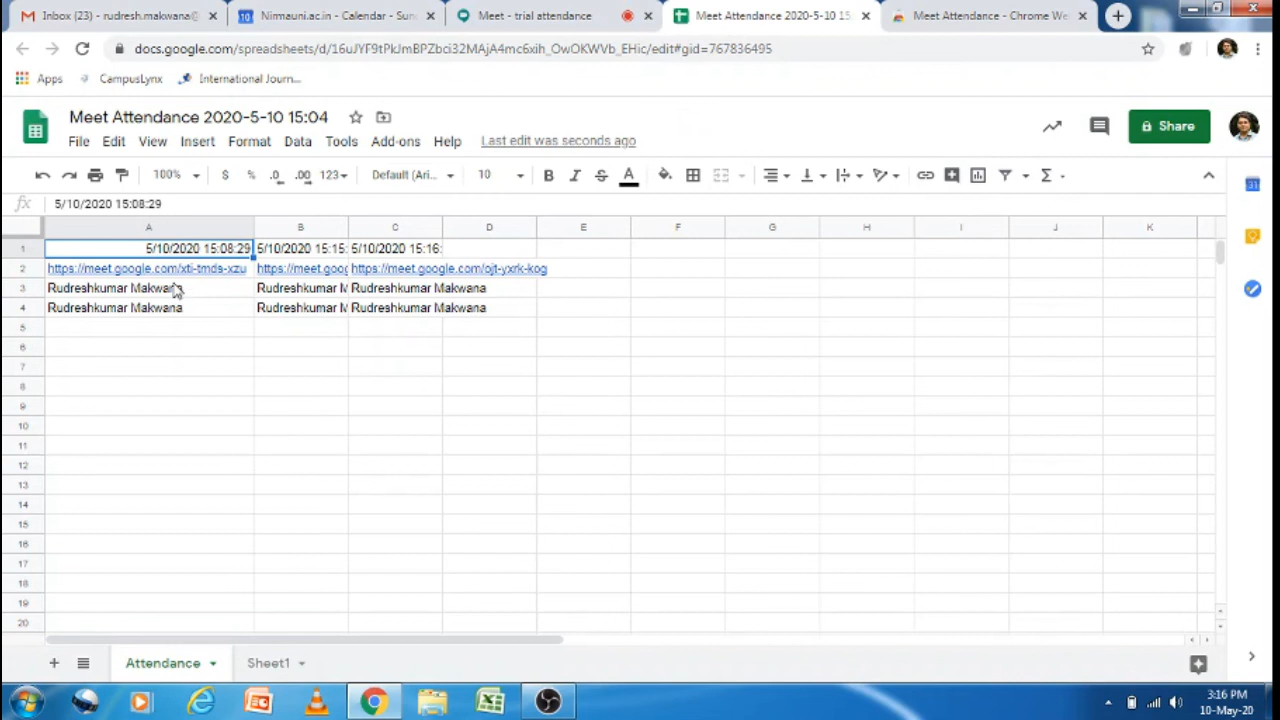 Inbox (23) - rudresh.makwana@
Nirmauni.ac.in - Calendar - Sun
Meet - trial attendance
Meet Attendance 2020-5-10 15
Meet Attendance - Chrome We
docs.google.com/spreadsheets/d/16uJYF9tPkJmBPZbci32MAjA4mc6xih_OwOKWVb_EHic/edit#gid=767836495
Apps
CampusLynx
International Journ...
Meet Attendance 2020-5-10 15:04
File Edit View Insert Format Data Tools Add-ons Help Last edit was seconds ago
Share
100% $ % .0 .00 123 Default (Ari... 10 B I S A
fx 5/10/2020 15:08:29
A B C D E F G H I J K
1 5/10/2020 15:08:29 5/10/2020 15:15: 5/10/2020 15:16:
2 https://meet.google.com/xti-tmds-xzu https://meet.goog https://meet.google.com/ojt-yxrk-kog
3 Rudreshkumar Makwana Rudreshkumar M Rudreshkumar Makwana
4 Rudreshkumar Makwana Rudreshkumar M Rudreshkumar Makwana
5
6
7
8
9
10
11
12
13
14
15
16
17
18
19
20
Attendance Sheet1
3:16 PM
10-May-20